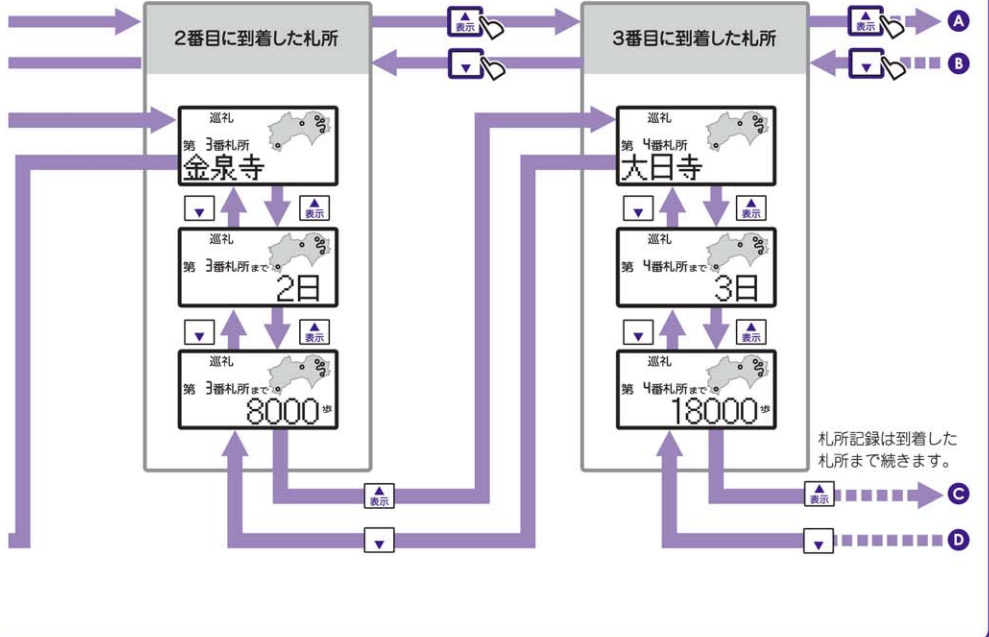 ▲
表示
▲
表示
A
2番目に到着した札所
3番目に到着した札所
▼
▼
B
巡礼
第 3番札所
金泉寺
▼
▲
表示
巡礼
第 3番札所まで
2日
▼
▲
表示
巡礼
第 3番札所まで
8000歩
巡礼
第 4番札所
大日寺
▼
▲
表示
巡礼
第 4番札所まで
3日
▼
▲
表示
巡礼
第 4番札所まで
18000歩
札所記録は到着した
札所まで続きます。
▲
表示
▲
表示
C
▼
▼
D